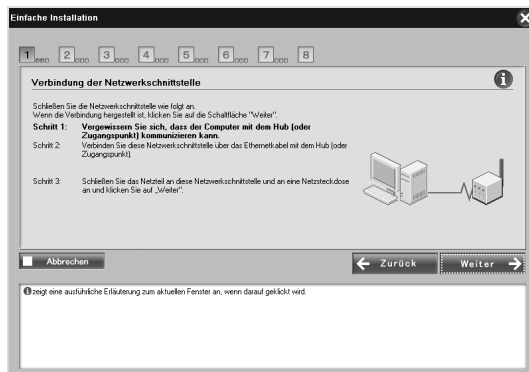 Einfache Installation
1 2 3 4 5 6 7 8
Verbindung der Netzwerkschnittstelle
Schließen Sie die Netzwerkschnittstelle wie folgt an.
Wenn die Verbindung hergestellt ist, klicken Sie auf die Schaltfläche "Weiter".
Schritt 1: Vergewissern Sie sich, dass der Computer mit dem Hub (oder
Zugangspunkt) kommunizieren kann.
Schritt 2: Verbinden Sie diese Netzwerkschnittstelle über das Ethernetkabel mit dem Hub (oder
Zugangspunkt).
Schritt 3: Schließen Sie das Netzteil an diese Netzwerkschnittstelle und an eine Netzsteckdose
an und klicken Sie auf „Weiter".
Abbrechen
Zurück
Weiter
zeigt eine ausführliche Erläuterung zum aktuellen Fenster an, wenn darauf geklickt wird.